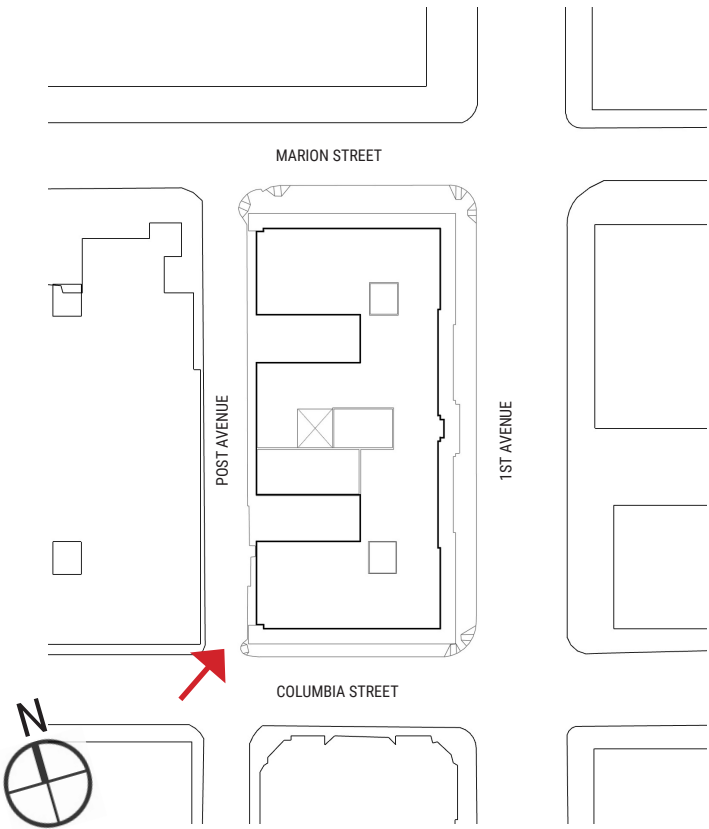 MARION STREET
POST AVENUE
1ST AVENUE
COLUMBIA STREET
N